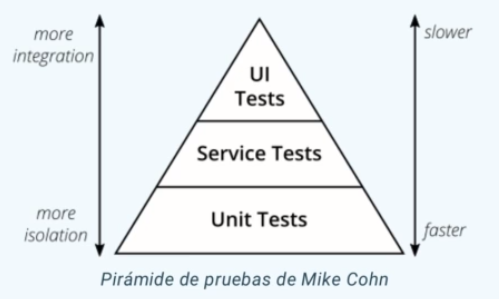 more
integration
slower
UI
Tests
Service Tests
Unit Tests
more
isolation
faster
Pirámide de pruebas de Mike Cohn